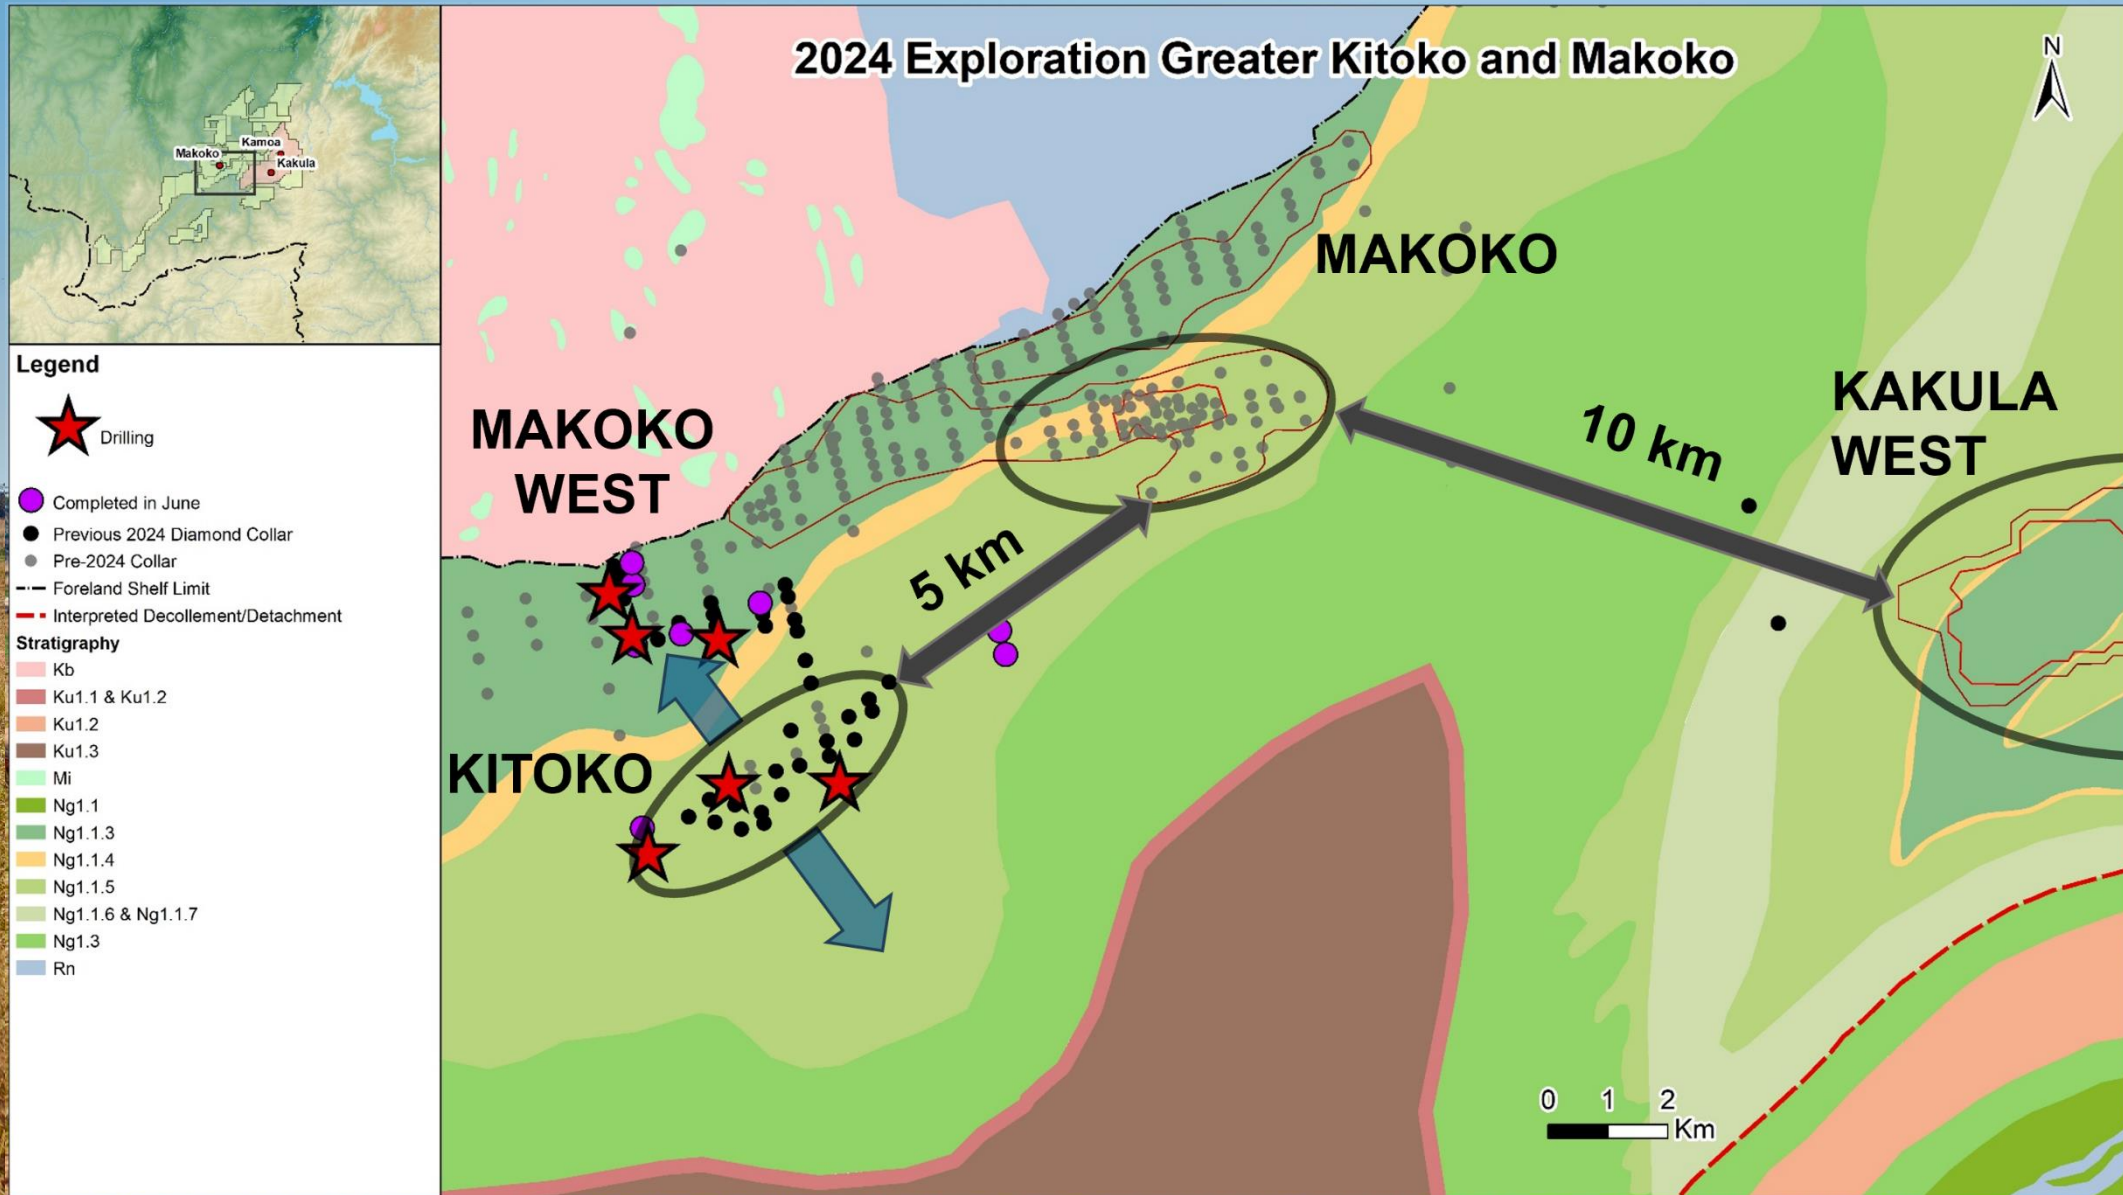 2024 Exploration Greater Kitoko and Makoko
N
Makoko
Kamoa
Kakula
Legend
Drilling
Completed in June
Previous 2024 Diamond Collar
Pre-2024 Collar
Foreland Shelf Limit
Interpreted Decollement/Detachment
Stratigraphy
Kb
Ku1.1 & Ku1.2
Ku1.2
Ku1.3
Mi
Ng1.1
Ng1.1.3
Ng1.1.4
Ng1.1.5
Ng1.1.6 & Ng1.1.7
Ng1.3
Rn
MAKOKO
MAKOKO
WEST
KAKULA
WEST
10 km
5 km
KITOKO
0 1 2
Km